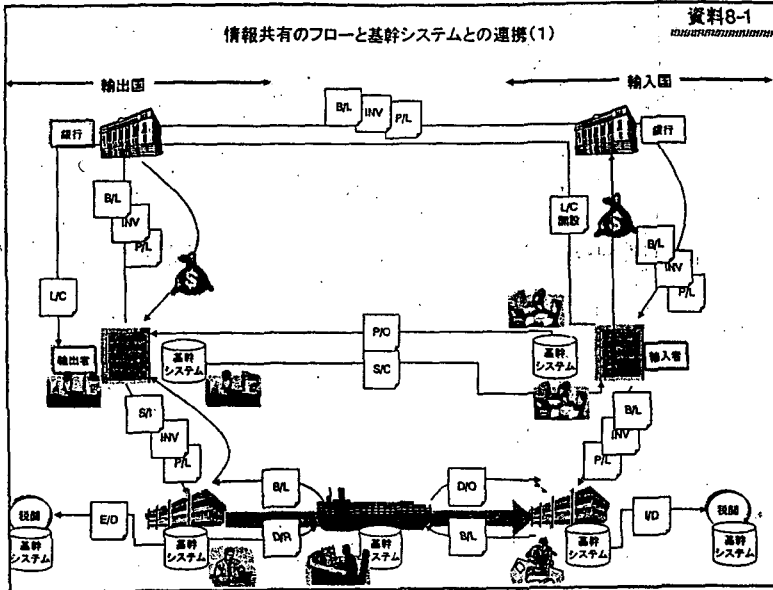 資料8-1
情報共有のフローと基幹システムとの連携(1)
輸出国
輸入国
B/L
INV
P/L
銀行
銀行
B/L
INV
P/L
L/C
開設
B/L
INV
P/L
L/C
P/O
S/C
輸出者
基幹
システム
基幹
システム
輸入者
S/I
INV
P/L
B/L
INV
P/L
B/L
D/O
税関
E/D
D/R
B/L
I/D
税関
基幹
システム
基幹
システム
基幹
システム
基幹
システム
基幹
システム